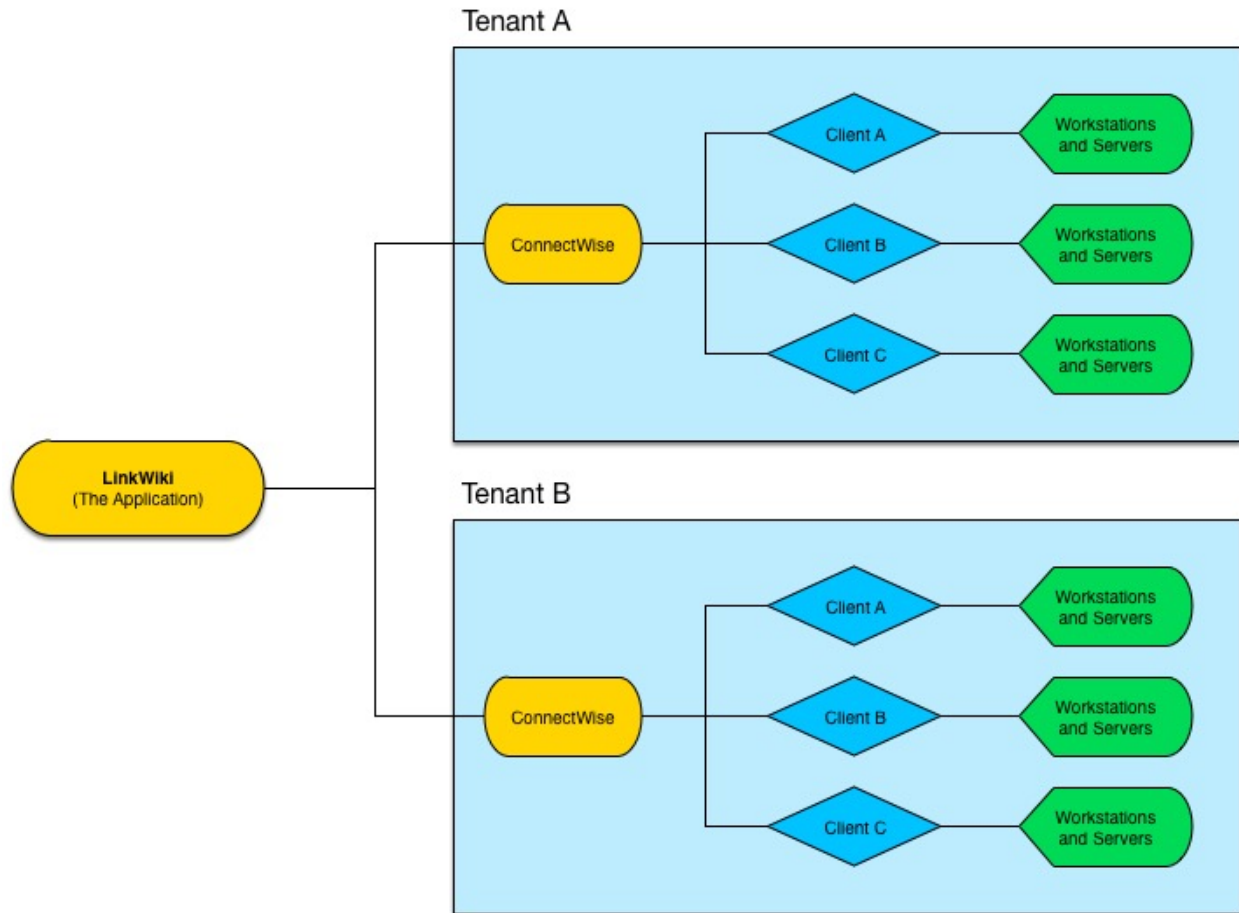 Tenant A
Client A
Workstations
and Servers
ConnectWise
Client B
Workstations
and Servers
Client C
Workstations
and Servers
LinkWiki
(The Application)
Tenant B
Client A
Workstations
and Servers
ConnectWise
Client B
Workstations
and Servers
Client C
Workstations
and Servers